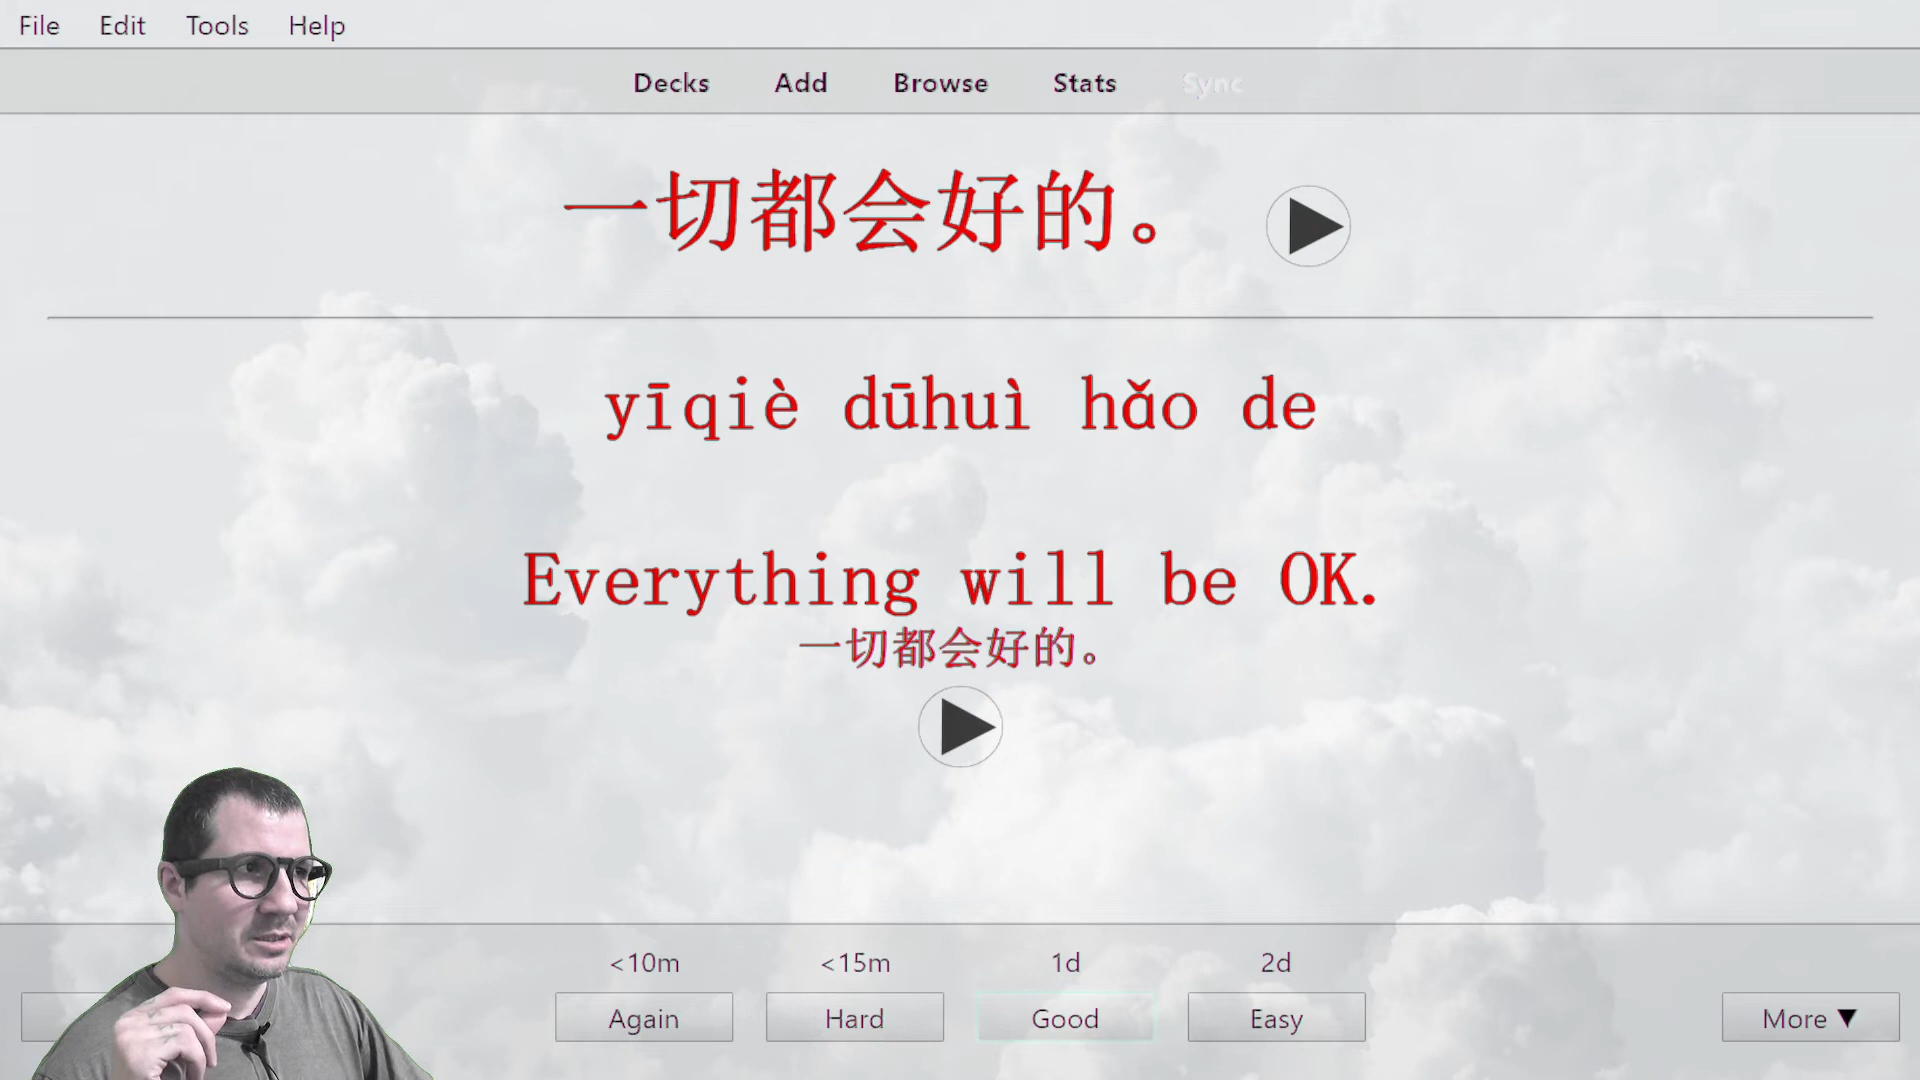 File Edit Tools Help
Decks Add Browse Stats Sync
一切都会好的。
yīqiè dūhuì hǎo de
Everything will be OK.
一切都会好的。
<10m <15m 1d 2d
Again Hard Good Easy More ▼